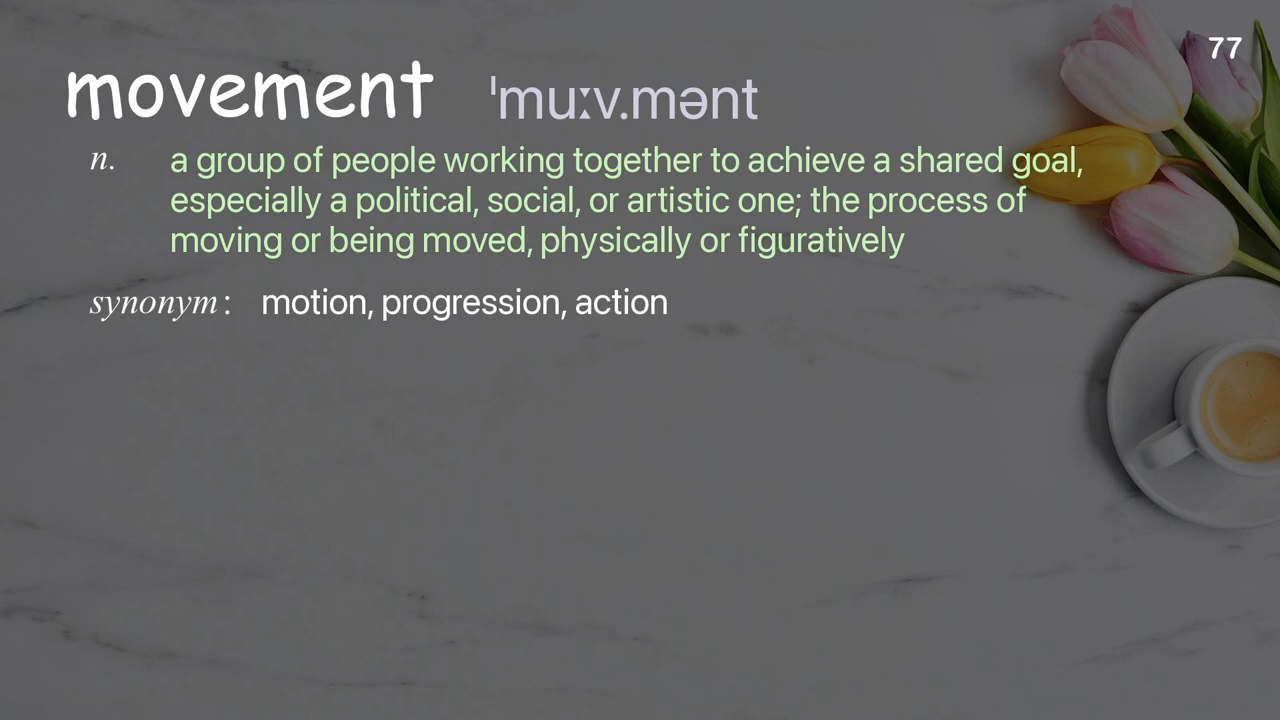 77
movement ˈmuːv.mənt
n. a group of people working together to achieve a shared goal,
especially a political, social, or artistic one; the process of
moving or being moved, physically or figuratively
synonym: motion, progression, action